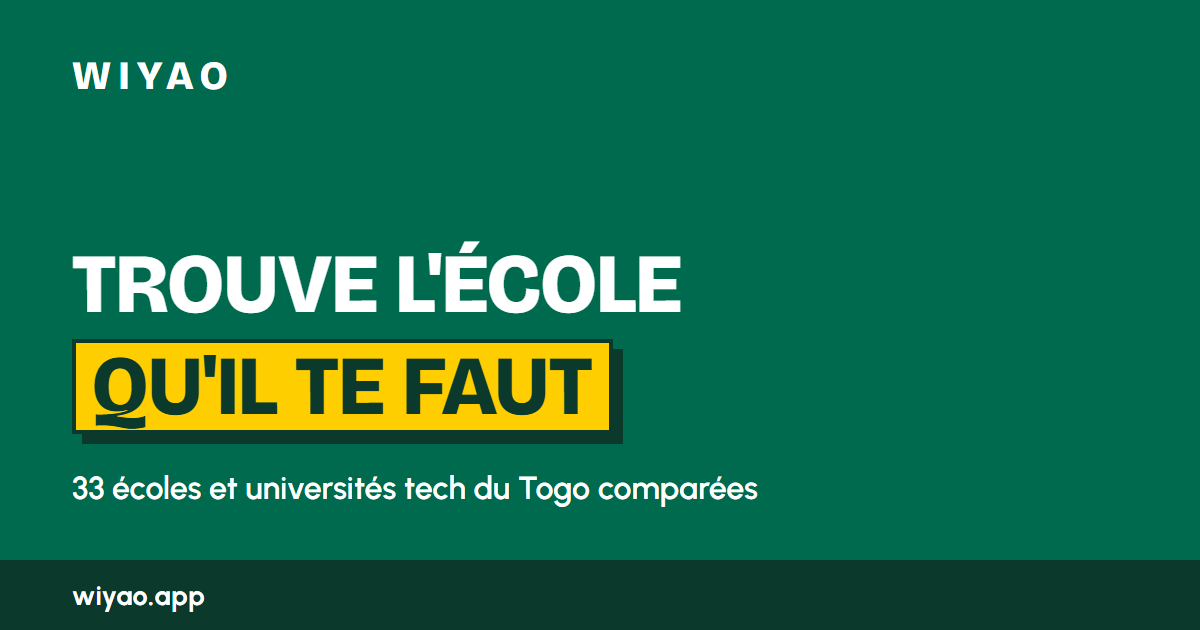 WIYAO
TROUVE L'ÉCOLE
QU'IL TE FAUT
33 écoles et universités tech du Togo comparées
wiyao.app